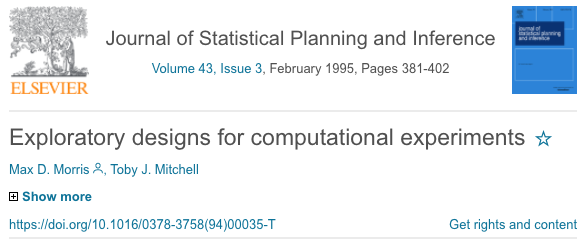 Journal of Statistical Planning and Inference
Volume 43, Issue 3, February 1995, Pages 381-402
ELSEVIER
journal of
statistical planning
and inference
Exploratory designs for computational experiments
Max D. Morris, Toby J. Mitchell
Show more
https://doi.org/10.1016/0378-3758(94)00035-T
Get rights and content